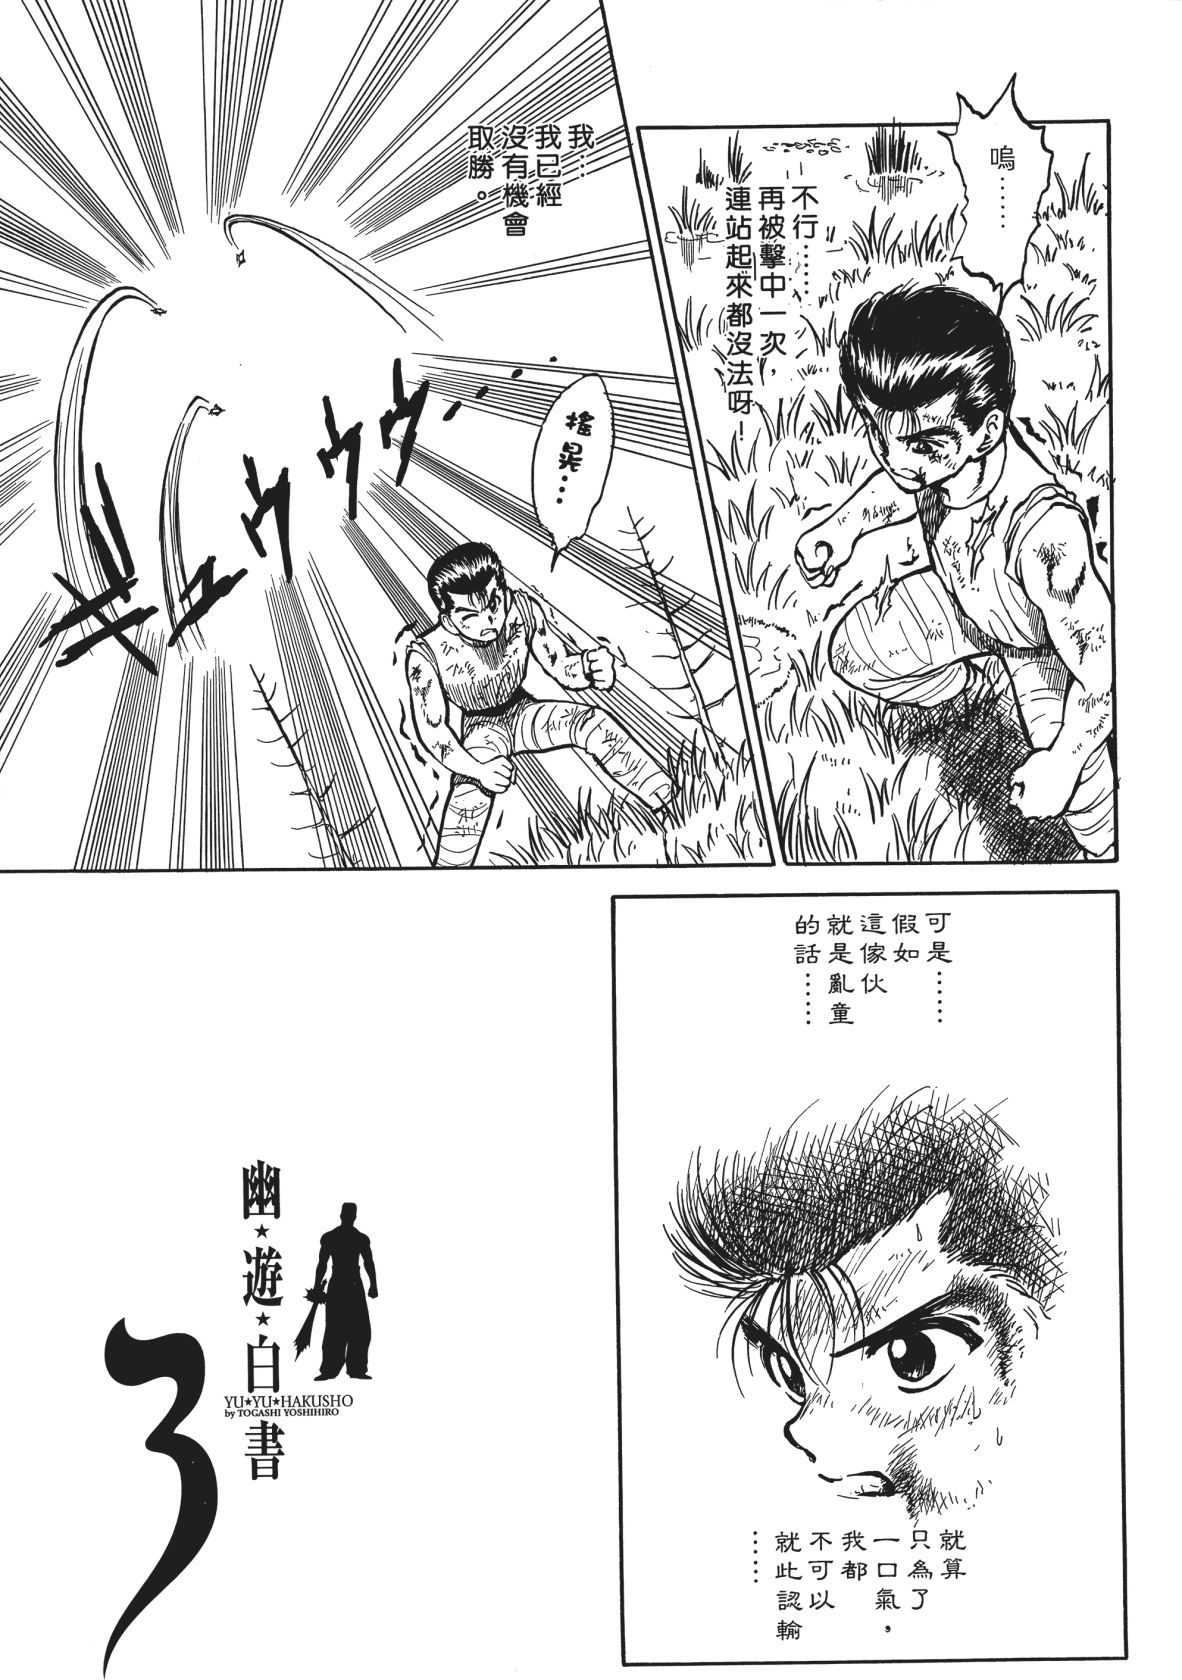 嗚……
不行……
再被擊中一次，
連站起來都沒法呀！
我…
我已經
沒有機會
取勝。
搖晃…
ギュウウウ
可是……
假如
這傢伙
就是亂童
的話……
就算
只為了
一口氣，
我都
不可以
就此認輸
……
幽★遊★白書
YU★YU★HAKUSHO
by TOGASHI YOSHIHIRO
3